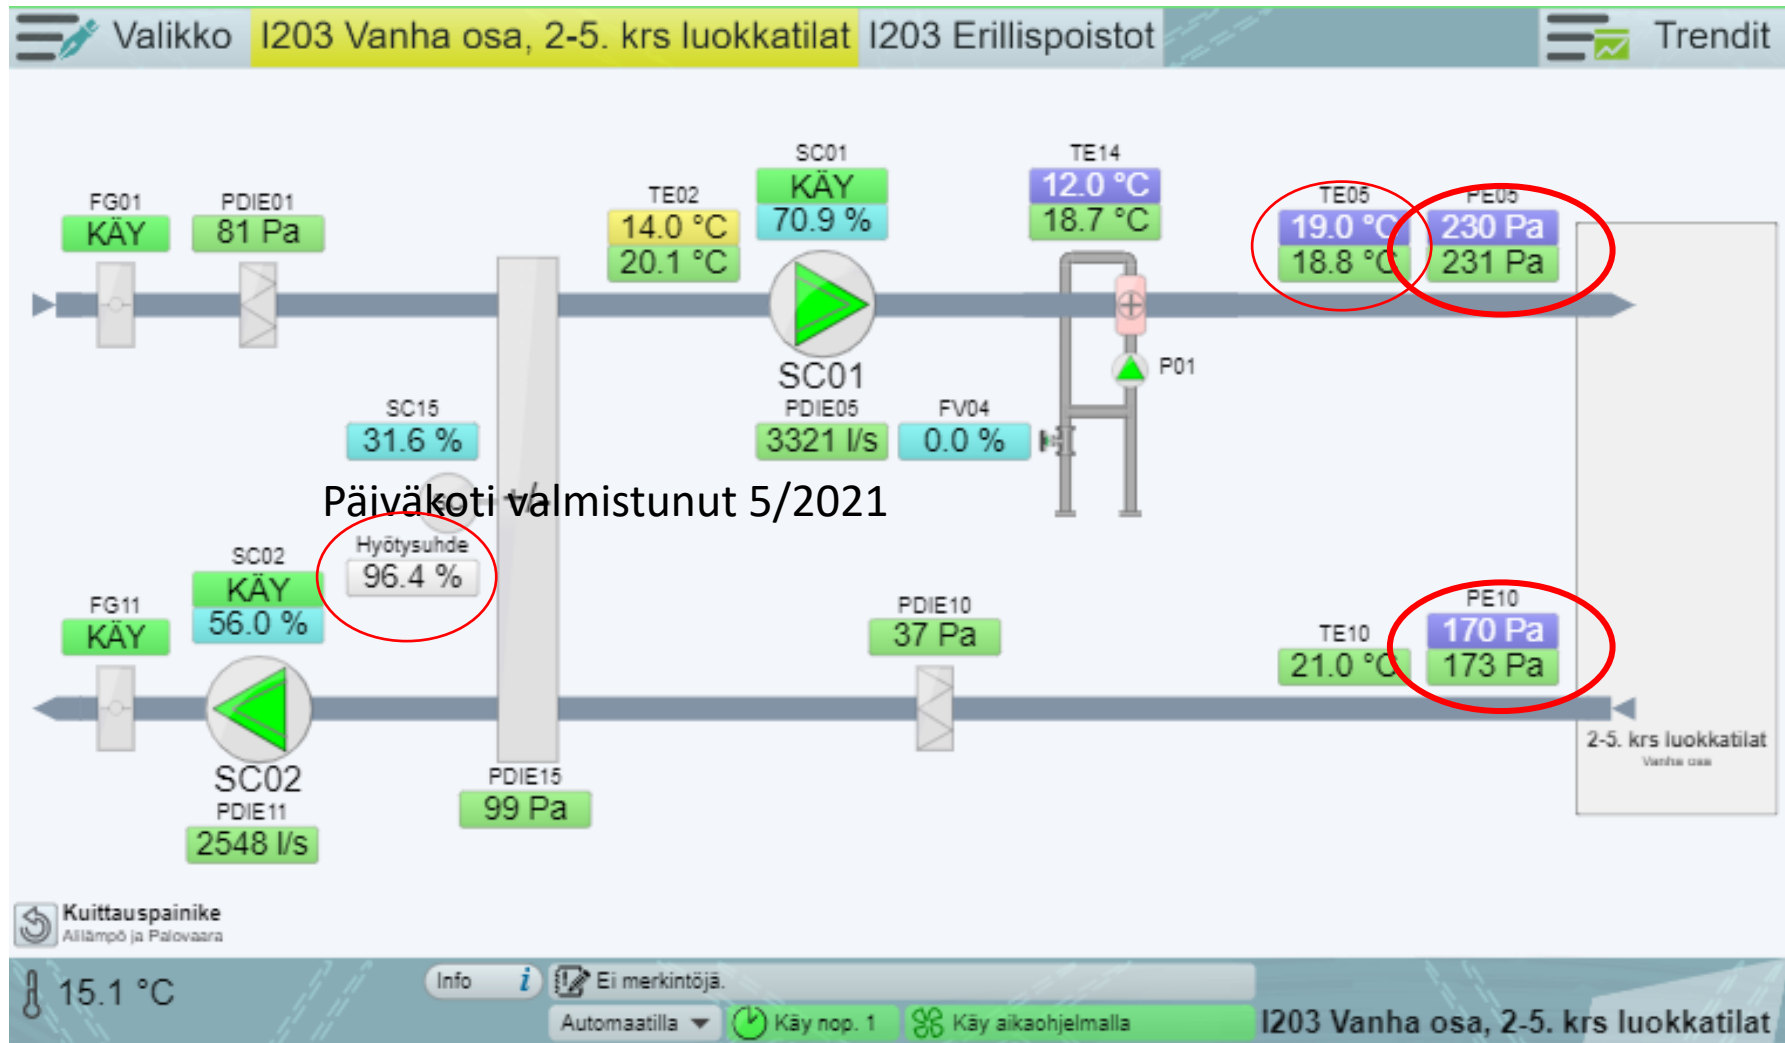 Valikko I203 Vanha osa, 2-5. krs luokkatilat I203 Erillispoistot Trendit
SC01
KÄY
70.9 %
TE14
12.0 °C
18.7 °C
FG01
KÄY
PDIE01
81 Pa
TE02
14.0 °C
20.1 °C
TE05
19.0 °C
18.8 °C
PE05
230 Pa
231 Pa
P01
SC01
PDIE05
3321 l/s
FV04
0.0 %
SC15
31.6 %
Päiväkoti valmistunut 5/2021
Hyötysuhde
96.4 %
SC02
KÄY
56.0 %
FG11
KÄY
PDIE10
37 Pa
TE10
21.0 °C
PE10
170 Pa
173 Pa
2-5. krs luokkatilat
Vanha osa
SC02
PDIE11
2548 l/s
PDIE15
99 Pa
Kuittauspainike
Alilämpö ja Palovaara
15.1 °C
Info i
Ei merkintöjä.
Automaatilla
Käy nop. 1
Käy aikaohjelmalla
I203 Vanha osa, 2-5. krs luokkatilat